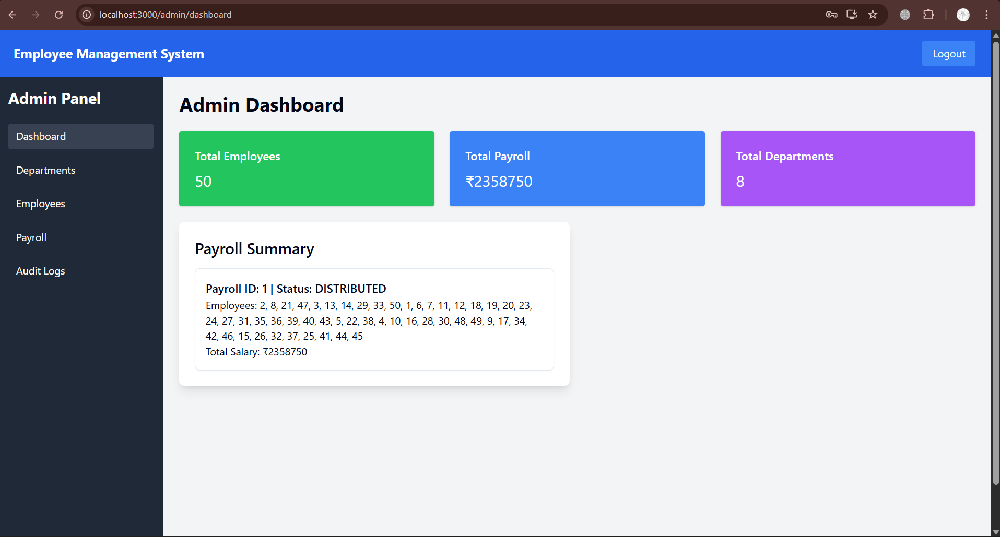 localhost:3000/admin/dashboard
Employee Management System
Logout
Admin Panel
Dashboard
Departments
Employees
Payroll
Audit Logs
Admin Dashboard
Total Employees
50
Total Payroll
₹2358750
Total Departments
8
Payroll Summary
Payroll ID: 1 | Status: DISTRIBUTED
Employees: 2, 8, 21, 47, 3, 13, 14, 29, 33, 50, 1, 6, 7, 11, 12, 18, 19, 20, 23,
24, 27, 31, 35, 36, 39, 40, 43, 5, 22, 38, 4, 10, 16, 28, 30, 48, 49, 9, 17, 34,
42, 46, 15, 26, 32, 37, 25, 41, 44, 45
Total Salary: ₹2358750